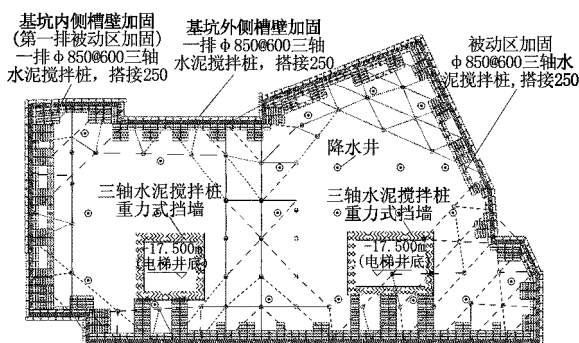 基坑内侧槽壁加固
(第一排被动区加固)
一排φ850@600三轴
水泥搅拌桩，搭接250
基坑外侧槽壁加固
一排φ850@600三轴
水泥搅拌桩，搭接250
被动区加固
φ850@600三轴水
泥搅拌桩,搭接250
降水井
三轴水泥搅拌桩
重力式挡墙
-17.500m
(电梯井底)
三轴水泥搅拌桩
重力式挡墙
-17.500m
(电梯井底)